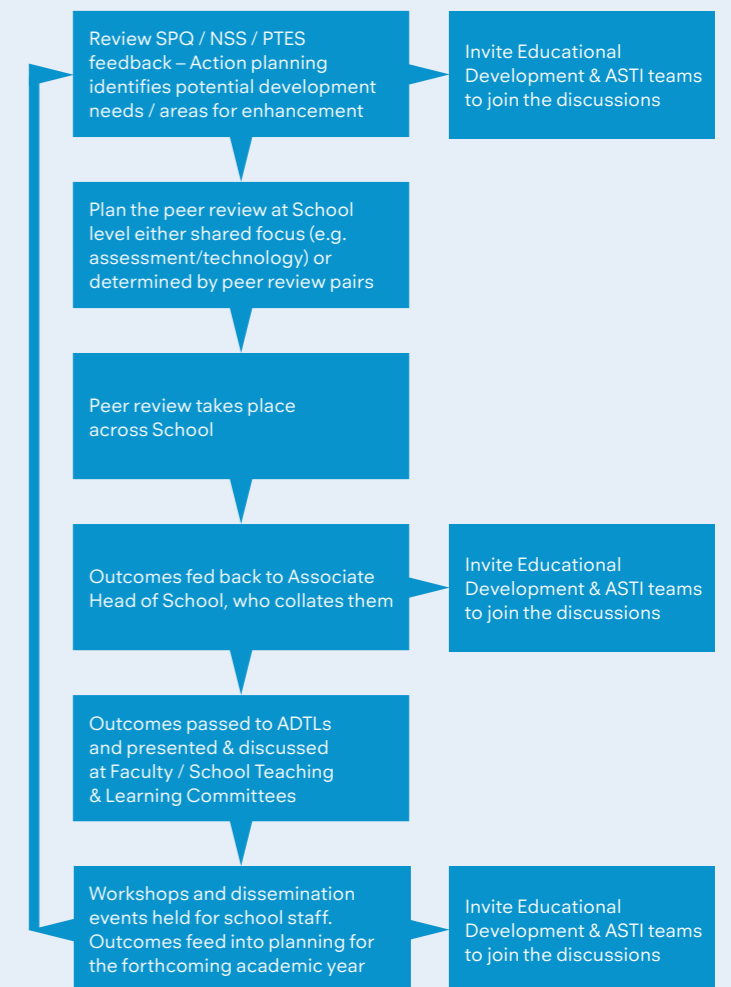 Review SPQ / NSS / PTES
feedback – Action planning
identifies potential development
needs / areas for enhancement
Invite Educational
Development & ASTI teams
to join the discussions
Plan the peer review at School
level either shared focus (e.g.
assessment/technology) or
determined by peer review pairs
Peer review takes place
across School
Outcomes fed back to Associate
Head of School, who collates them
Invite Educational
Development & ASTI teams
to join the discussions
Outcomes passed to ADTLs
and presented & discussed
at Faculty / School Teaching
& Learning Committees
Workshops and dissemination
events held for school staff.
Outcomes feed into planning for
the forthcoming academic year
Invite Educational
Development & ASTI teams
to join the discussions